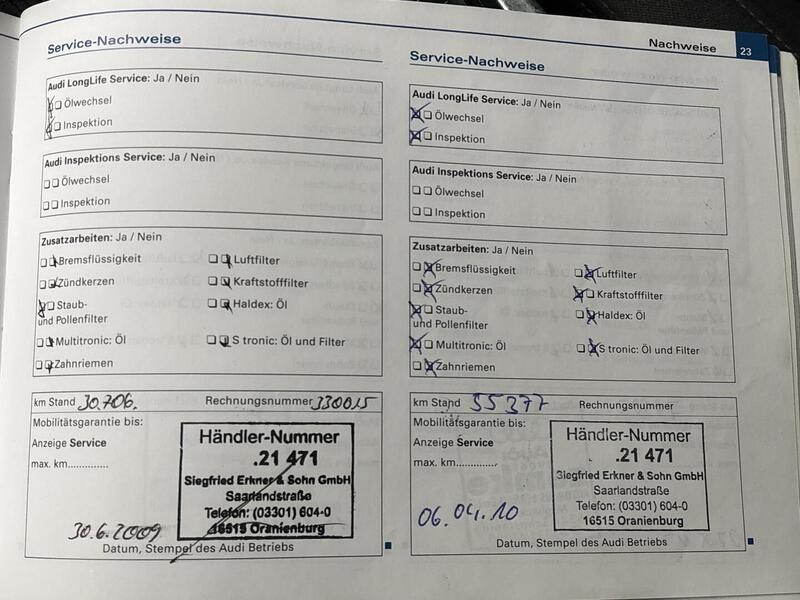 Nachweise 23
Service-Nachweise
Audi LongLife Service: Ja / Nein
Ölwechsel
Inspektion
Audi Inspektions Service: Ja / Nein
Ölwechsel
Inspektion
Zusatzarbeiten: Ja / Nein
Bremsflüssigkeit Luftfilter
Zündkerzen Kraftstofffilter
Staub- Haldex: Öl
und Pollenfilter
Multitronic: Öl S tronic: Öl und Filter
Zahnriemen
km Stand 30.706. Rechnungsnummer 330015
Mobilitätsgarantie bis:
Anzeige Service
max. km..............
Händler-Nummer
.21 471
Siegfried Erkner & Sohn GmbH
Saarlandstraße
Telefon: (03301) 604-0
16515 Oranienburg
30.6.2009
Datum, Stempel des Audi Betriebs
Service-Nachweise
Audi LongLife Service: Ja / Nein
Ölwechsel
Inspektion
Audi Inspektions Service: Ja / Nein
Ölwechsel
Inspektion
Zusatzarbeiten: Ja / Nein
Bremsflüssigkeit Luftfilter
Zündkerzen Kraftstofffilter
Staub- Haldex: Öl
und Pollenfilter
Multitronic: Öl S tronic: Öl und Filter
Zahnriemen
km Stand 55377 Rechnungsnummer
Mobilitätsgarantie bis:
Anzeige Service
max. km..............
Händler-Nummer
.21 471
Siegfried Erkner & Sohn GmbH
Saarlandstraße
Telefon: (03301) 604-0
16515 Oranienburg
06.04.10
Datum, Stempel des Audi Betriebs